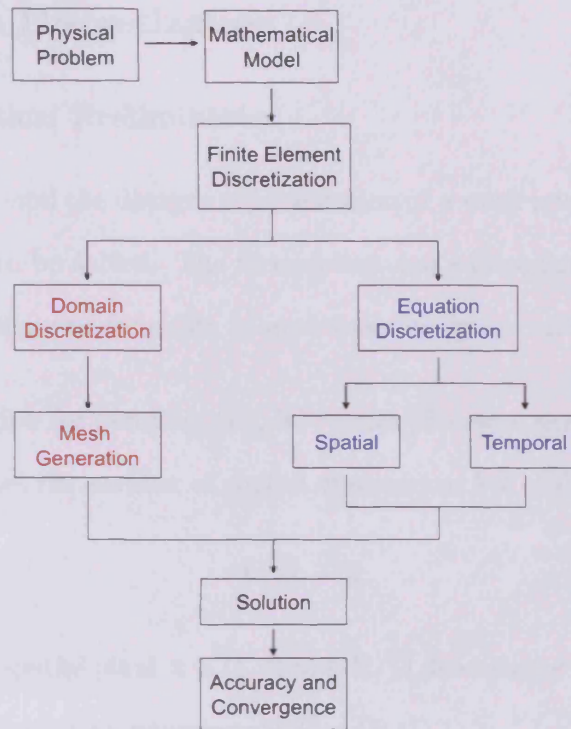 Physical
Problem
Mathematical
Model
Finite Element
Discretization
Domain
Discretization
Equation
Discretization
Mesh
Generation
Spatial
Temporal
Solution
Accuracy and
Convergence